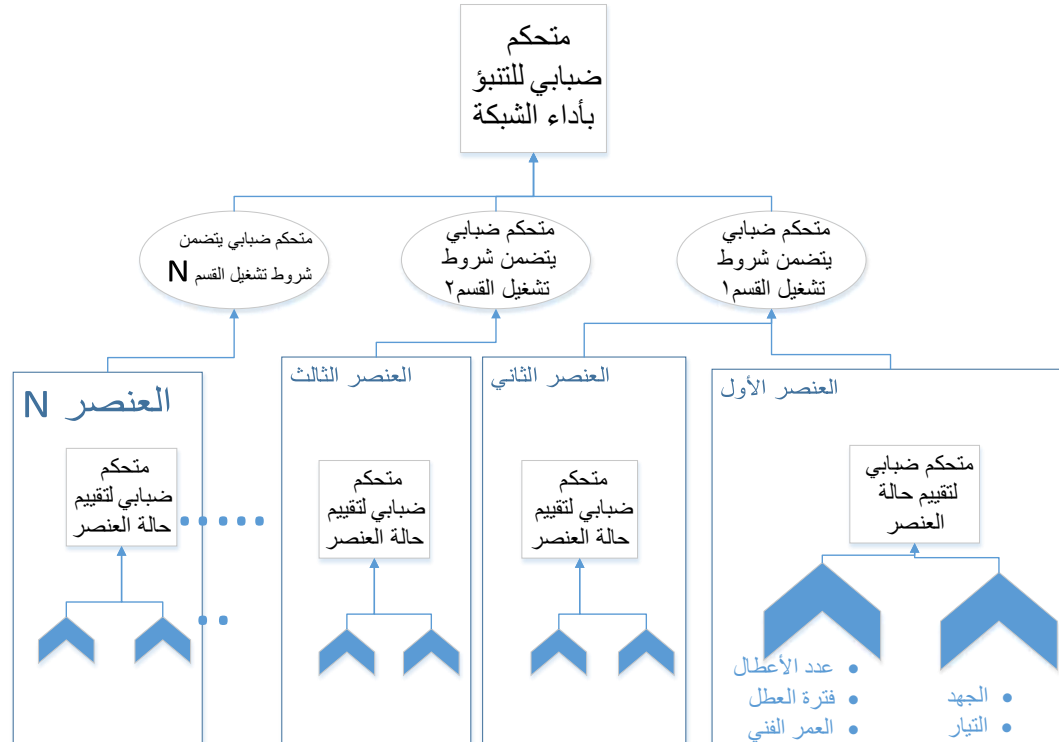 متحكم
ضبابي للتنبؤ
بأداء الشبكة
متحكم ضبابي
يتضمن شروط
تشغيل القسم١
متحكم ضبابي
يتضمن شروط
تشغيل القسم٢
متحكم ضبابي يتضمن
شروط تشغيل القسم N
العنصر الأول
متحكم ضبابي
لتقييم حالة
العنصر
الجهد
التيار
عدد الأعطال
فترة العطل
العمر الفني
العنصر الثاني
متحكم
ضبابي لتقييم
حالة العنصر
العنصر الثالث
متحكم
ضبابي لتقييم
حالة العنصر
العنصر N
متحكم
ضبابي لتقييم
حالة العنصر